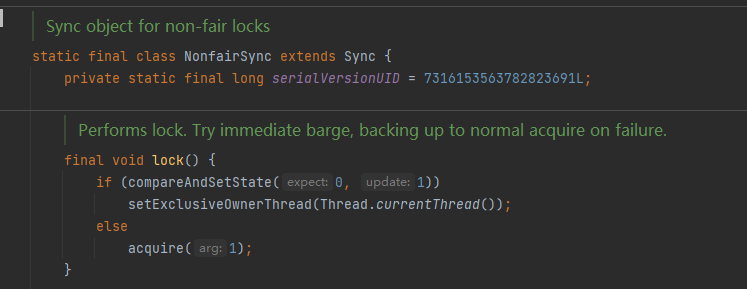 Sync object for non-fair locks
static final class NonfairSync extends Sync {
private static final long serialVersionUID = 7316153563782823691L;
Performs lock. Try immediate barge, backing up to normal acquire on failure.
final void lock() {
if (compareAndSetState( expect: 0, update: 1))
setExclusiveOwnerThread(Thread.currentThread());
else
acquire( arg: 1);
}